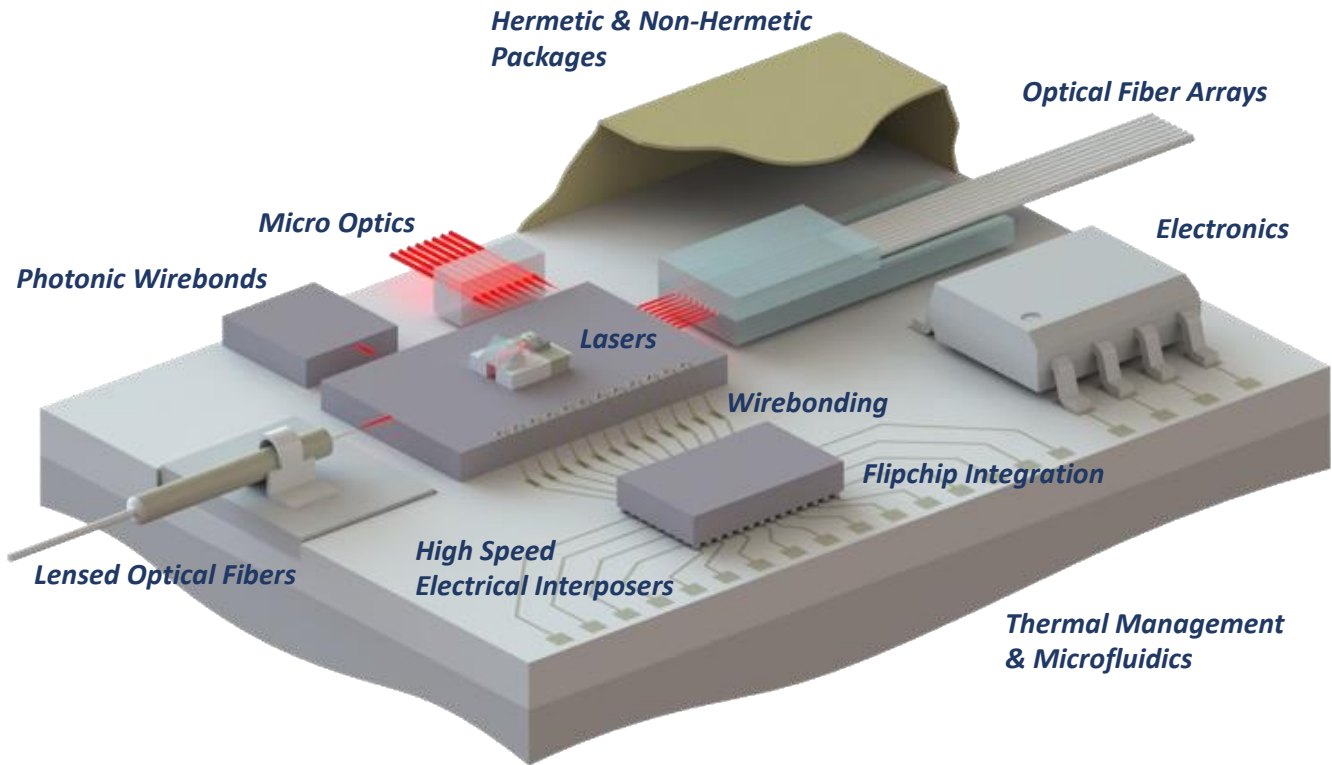 Hermetic & Non-Hermetic
Packages
Optical Fiber Arrays
Micro Optics
Electronics
Photonic Wirebonds
Lasers
Wirebonding
Flipchip Integration
High Speed
Electrical Interposers
Lensed Optical Fibers
Thermal Management
& Microfluidics